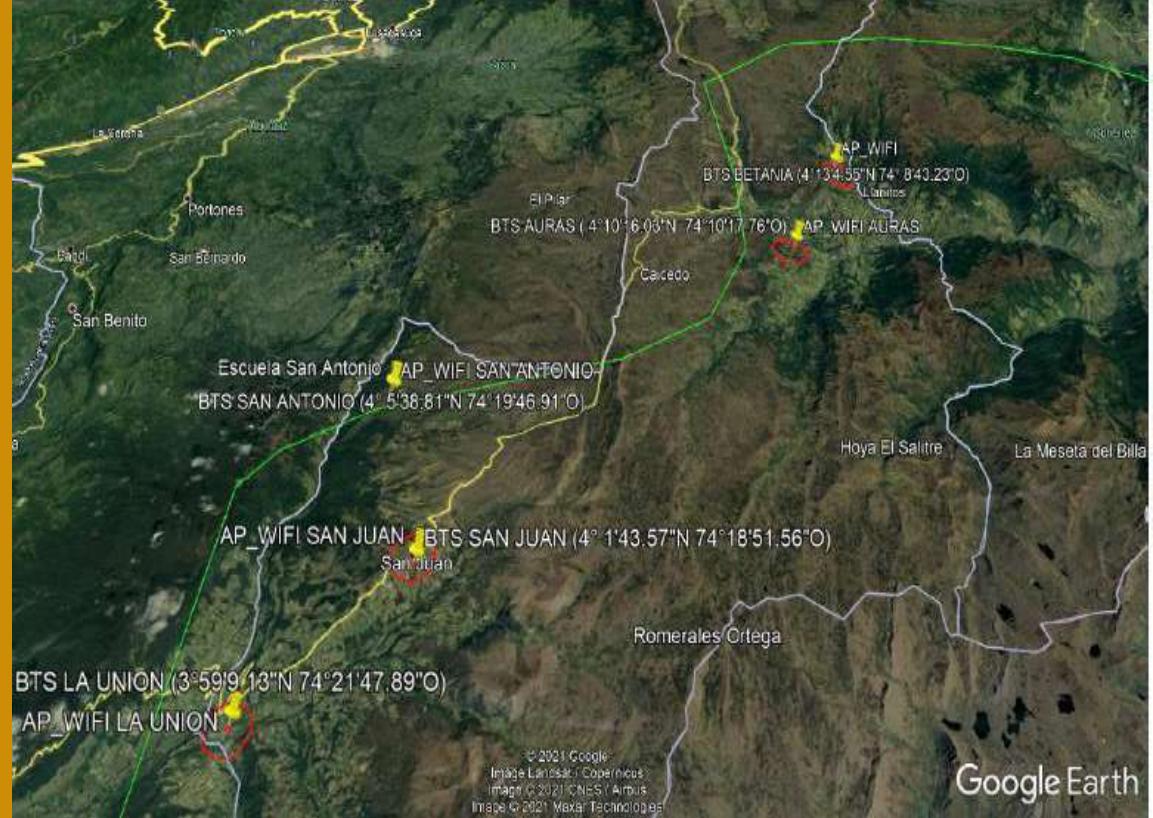 Fusagasuga
La Serena
AP_WIFI
BTS BETANIA (4°13'4.55"N 74° 8'43.23"O)
Llanitos
El Pilar
Portones
BTS AURAS ( 4°10'16.06"N 74°10'17.76"O)
AP_WIFI AURAS
Pandi
San Bernardo
Caicedo
San Benito
Escuela San Antonio
AP_WIFI SAN ANTONIO
BTS SAN ANTONIO (4° 5'38.81"N 74°19'46.91"O)
Hoya El Salitre
La Meseta del Billa
AP_WIFI SAN JUAN
BTS SAN JUAN (4° 1'43.57"N 74°18'51.56"O)
San Juan
Romerales Ortega
BTS LA UNION (3°59'9.13"N 74°21'47.89"O)
AP_WIFI LA UNION
© 2021 Google
Image Landsat / Copernicus
Image © 2021 CNES / Airbus
Image © 2021 Maxar Technologies
Google Earth